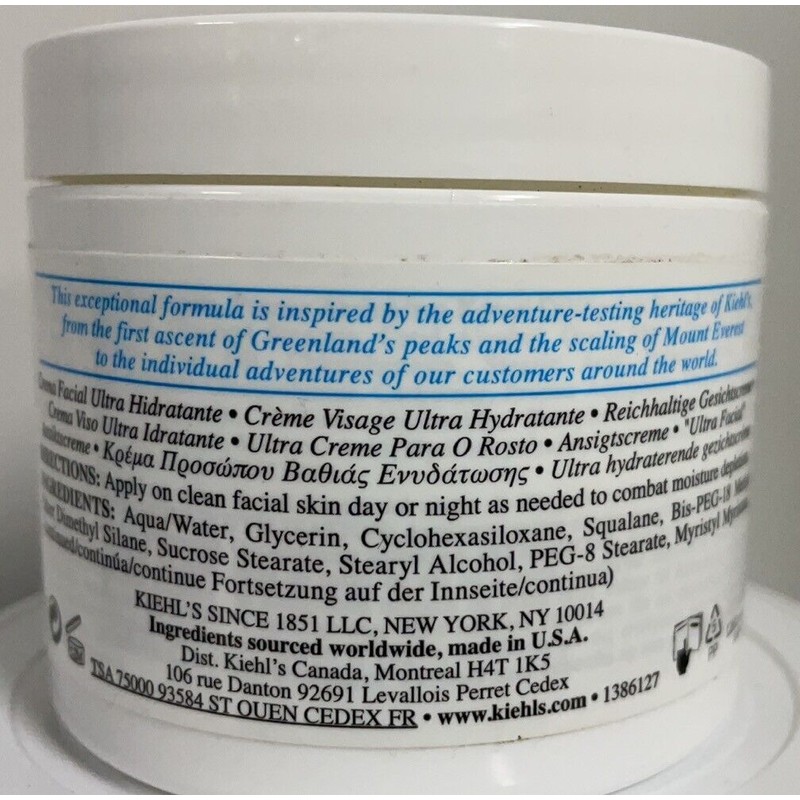 This exceptional formula is inspired by the adventure-testing heritage of Kiehl's,
from the first ascent of Greenland's peaks and the scaling of Mount Everest
to the individual adventures of our customers around the world.
Crema Facial Ultra Hidratante • Crème Visage Ultra Hydratante • Reichhaltige Gesichtscreme
Crema Viso Ultra Idratante • Ultra Creme Para O Rosto • Ansigtscreme • "Ultra Facial"
Ansiktscreme • Κρέμα Προσώπου Βαθιάς Ενυδάτωσης • Ultra hydraterende gezichtscreme
DIRECTIONS: Apply on clean facial skin day or night as needed to combat moisture
INGREDIENTS: Aqua/Water, Glycerin, Cyclohexasiloxane, Squalane, Bis-PEG-18
Dimethyl Silane, Sucrose Stearate, Stearyl Alcohol, PEG-8 Stearate, Myristyl
/continúa/continue Fortsetzung auf der Innseite/continua)
KIEHL'S SINCE 1851 LLC, NEW YORK, NY 10014
Ingredients sourced worldwide, made in U.S.A.
Dist. Kiehl's Canada, Montreal H4T 1K5
106 rue Danton 92691 Levallois Perret Cedex
TSA 75000 93584 ST OUEN CEDEX FR • www.kiehls.com • 1386127